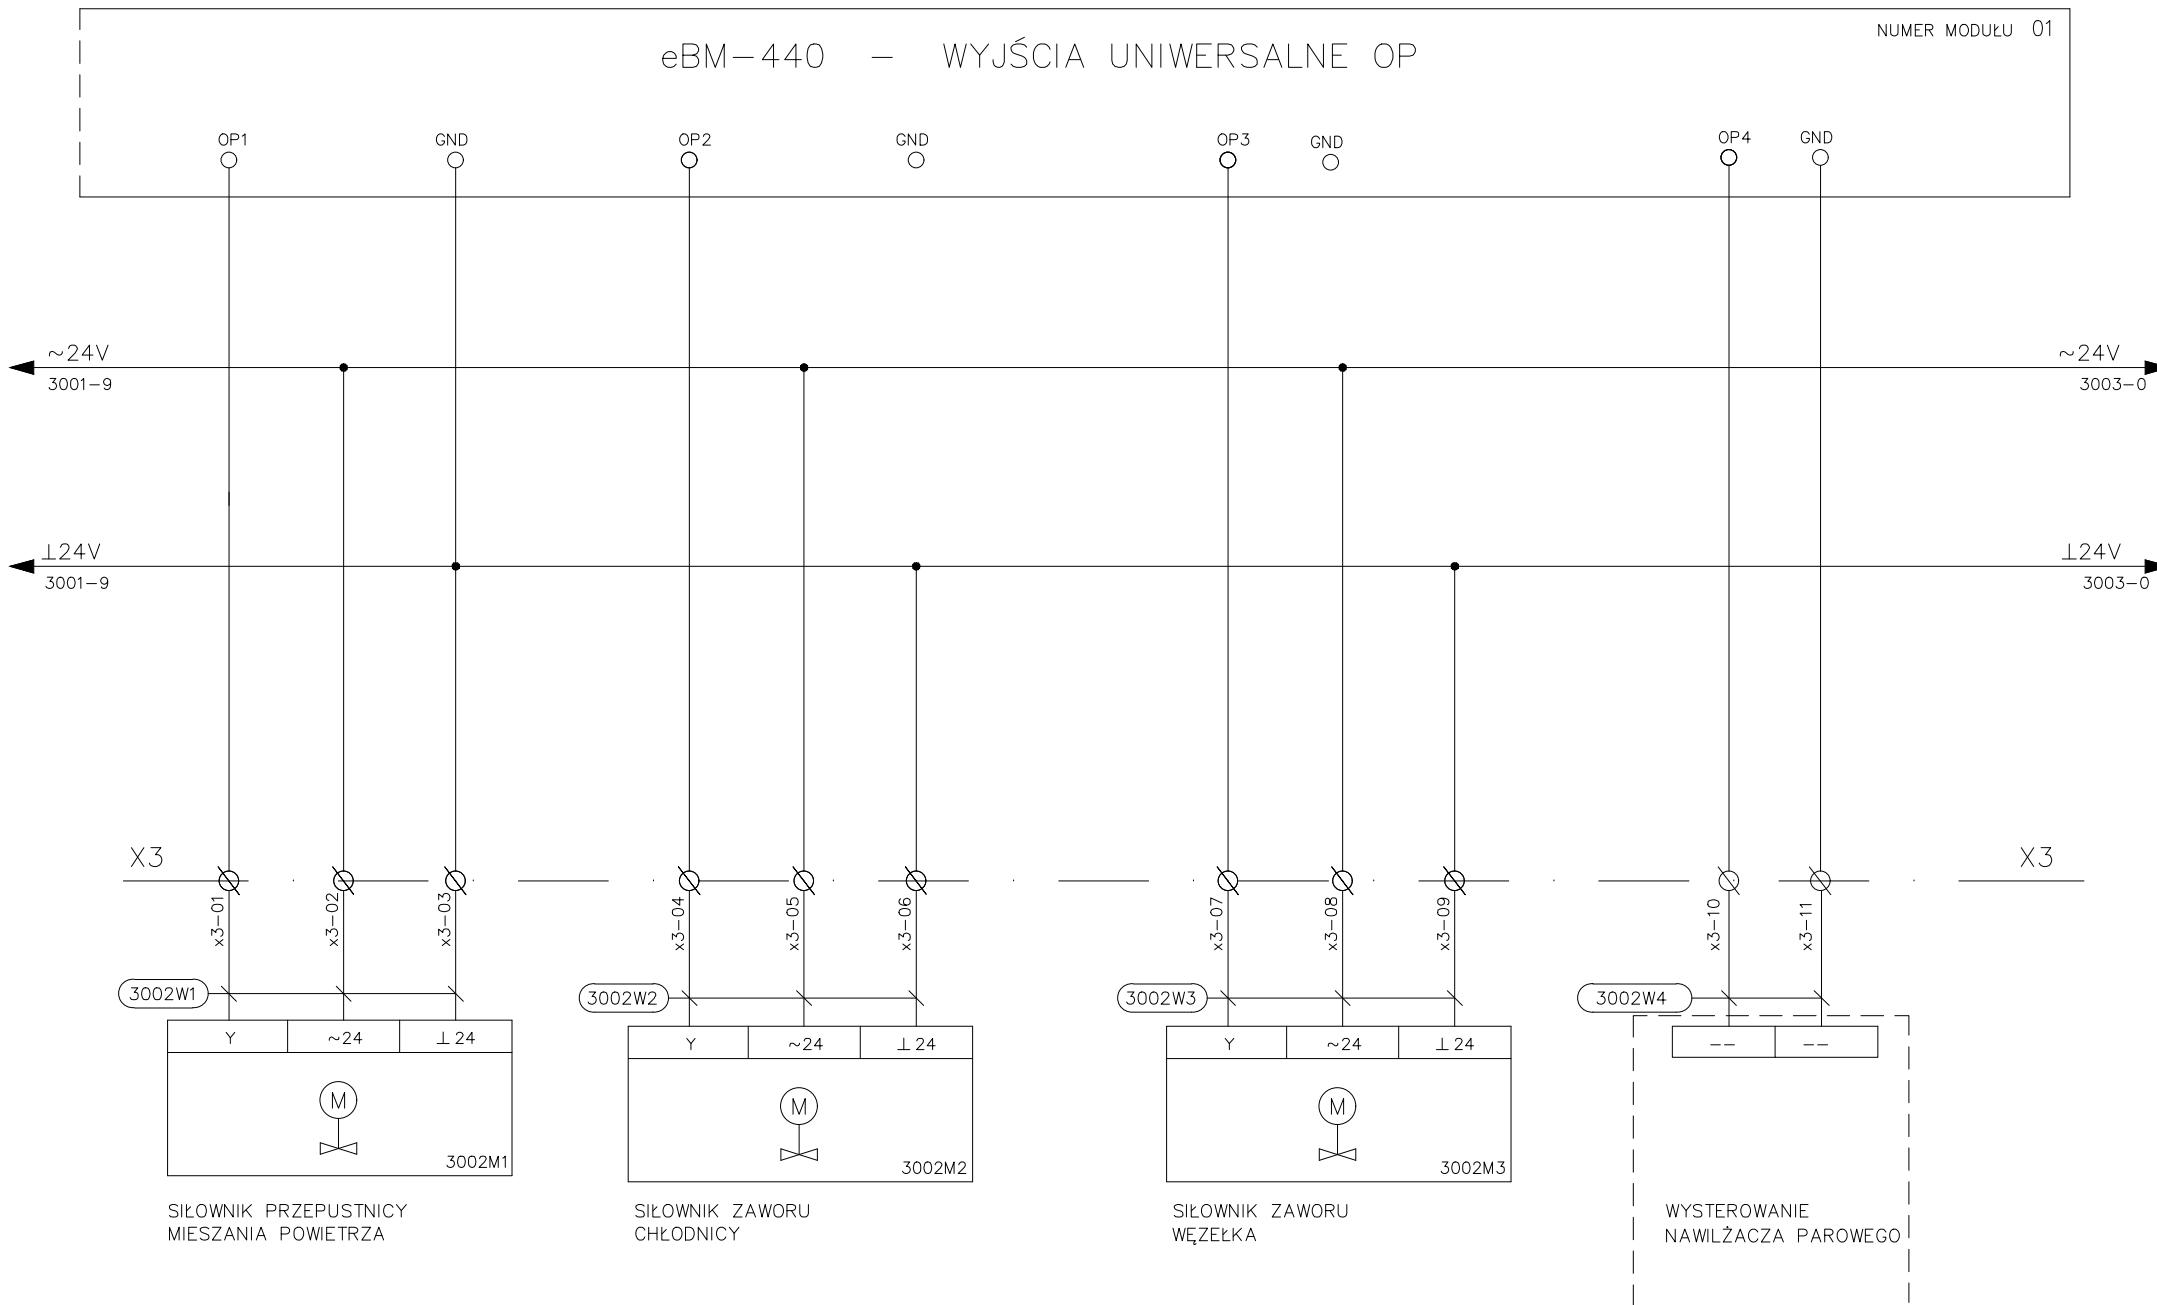 NUMER MODUŁU 01
eBM-440 - WYJŚCIA UNIWERSALNE OP
OP1 GND OP2 GND OP3 GND OP4 GND
~24V ~24V
3001-9 3003-0
⊥24V ⊥24V
3001-9 3003-0
X3 X3
x3-01 x3-02 x3-03 x3-04 x3-05 x3-06 x3-07 x3-08 x3-09 x3-10 x3-11
3002W1 3002W2 3002W3 3002W4
Y ~24 ⊥24 Y ~24 ⊥24 Y ~24 ⊥24 -- --
M M M
3002M1 3002M2 3002M3
SIŁOWNIK PRZEPUSTNICY
MIESZANIA POWIETRZA
SIŁOWNIK ZAWORU
CHŁODNICY
SIŁOWNIK ZAWORU
WĘZEŁKA
WYSTEROWANIE
NAWILŻACZA PAROWEGO